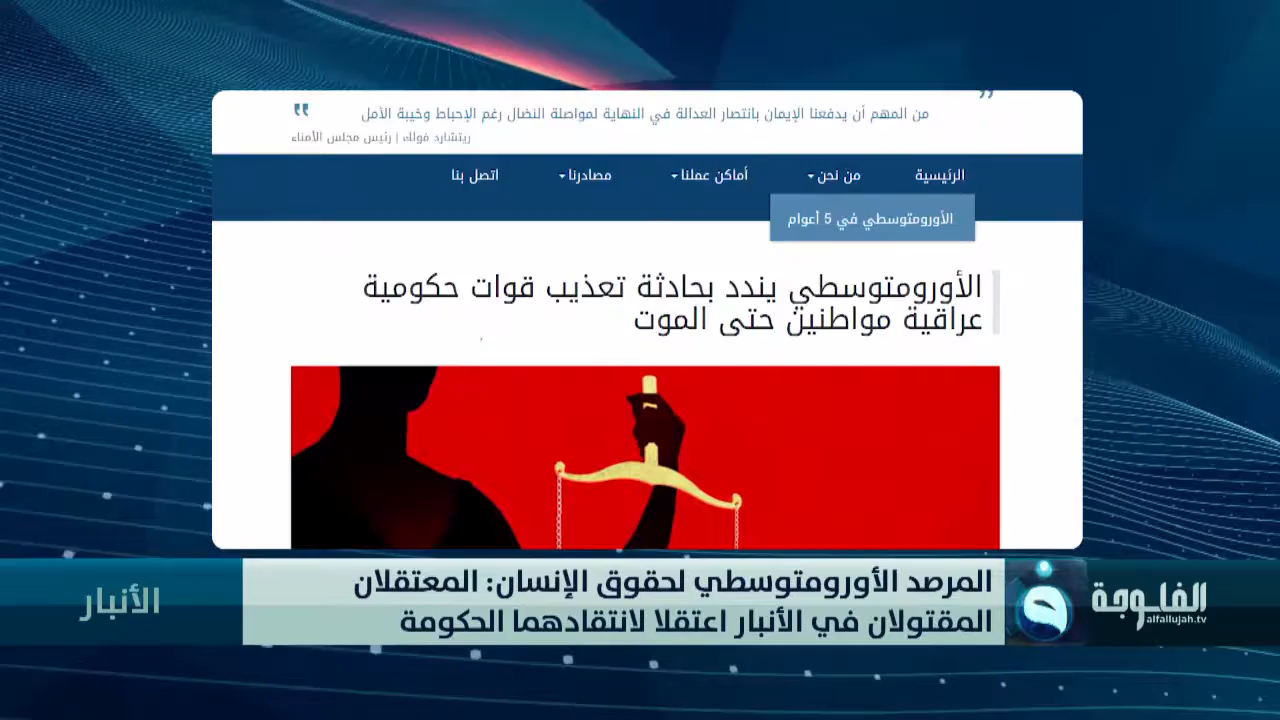 من المهم أن يدفعنا الإيمان بانتصار العدالة في النهاية لمواصلة النضال رغم الإحباط وخيبة الأمل
ريتشارد فولك | رئيس مجلس الأمناء
الرئيسية من نحن أماكن عملنا مصادرنا اتصل بنا
الأورومتوسطي في 5 أعوام
الأورومتوسطي يندد بحادثة تعذيب قوات حكومية
عراقية مواطنين حتى الموت
المرصد الأورومتوسطي لحقوق الإنسان: المعتقلان
المقتولان في الأنبار اعتقلا لانتقادهما الحكومة
الفلوجة
alfallujah.tv
الأنبار